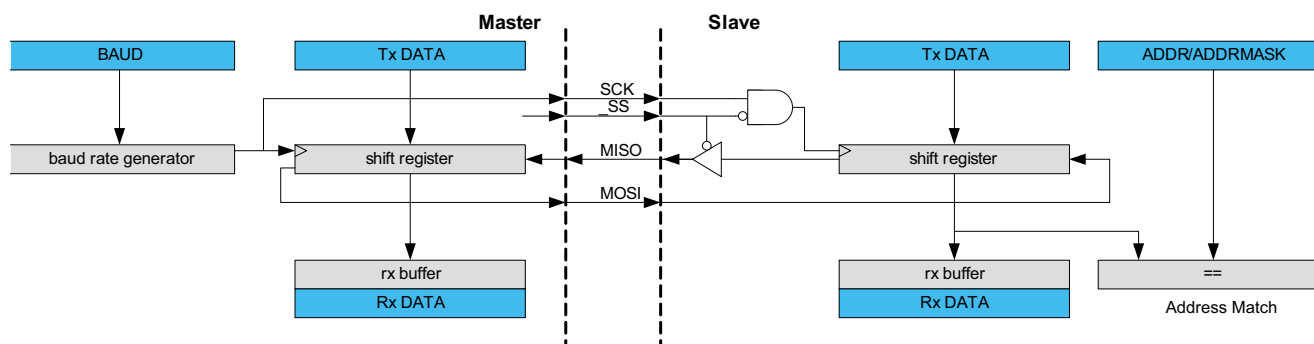 Master
Slave
BAUD
Tx DATA
Tx DATA
ADDR/ADDRMASK
SCK
_SS
baud rate generator
shift register
MISO
shift register
MOSI
rx buffer
rx buffer
==
Rx DATA
Rx DATA
Address Match